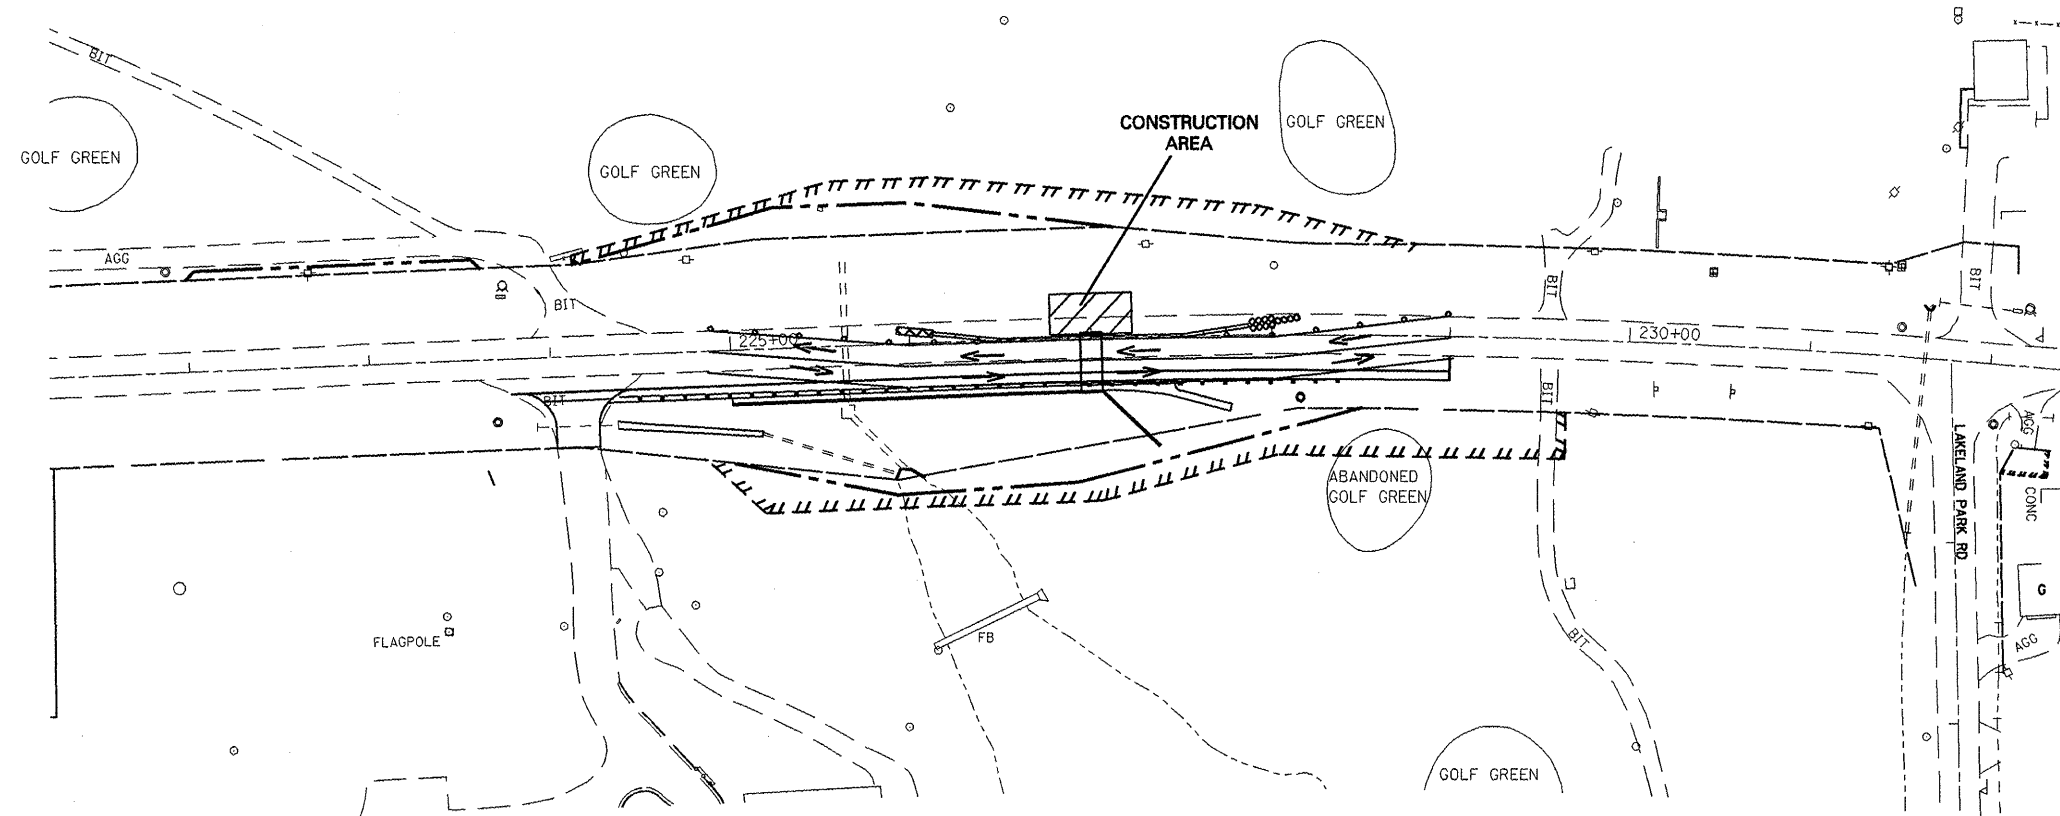 BIT
GOLF GREEN
CONSTRUCTION
AREA
GOLF GREEN
GOLF GREEN
AGG
BIT
BIT
BIT
225+00
230+00
BIT
BIT
AGG
ABANDONED
GOLF GREEN
LAKELAND PARK RD
CONC
G
FLAGPOLE
FB
BIT
AGG
GOLF GREEN